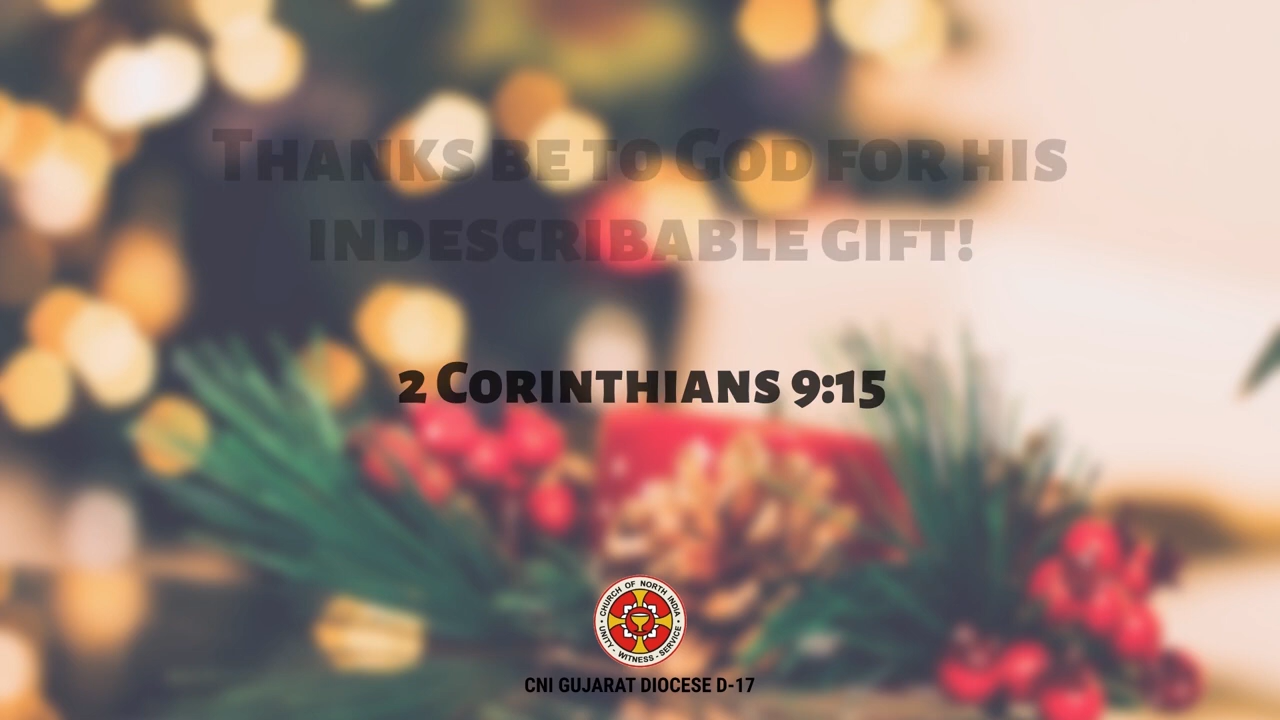 Thanks be to God for his
indescribable gift!
2 Corinthians 9:15
CHURCH OF NORTH INDIA
UNITY - WITNESS - SERVICE
CNI GUJARAT DIOCESE D-17